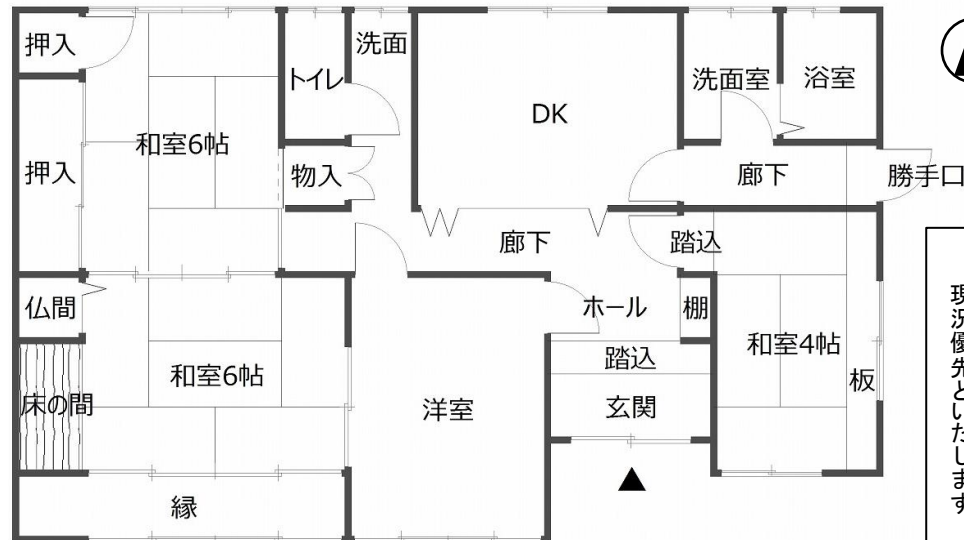 押入
洗面
トイレ
DK
洗面室
浴室
和室6帖
押入
物入
廊下
勝手口
廊下
踏込
仏間
ホール
棚
和室4帖
踏込
和室6帖
板
床の間
洋室
玄関
縁
現況優先といたします